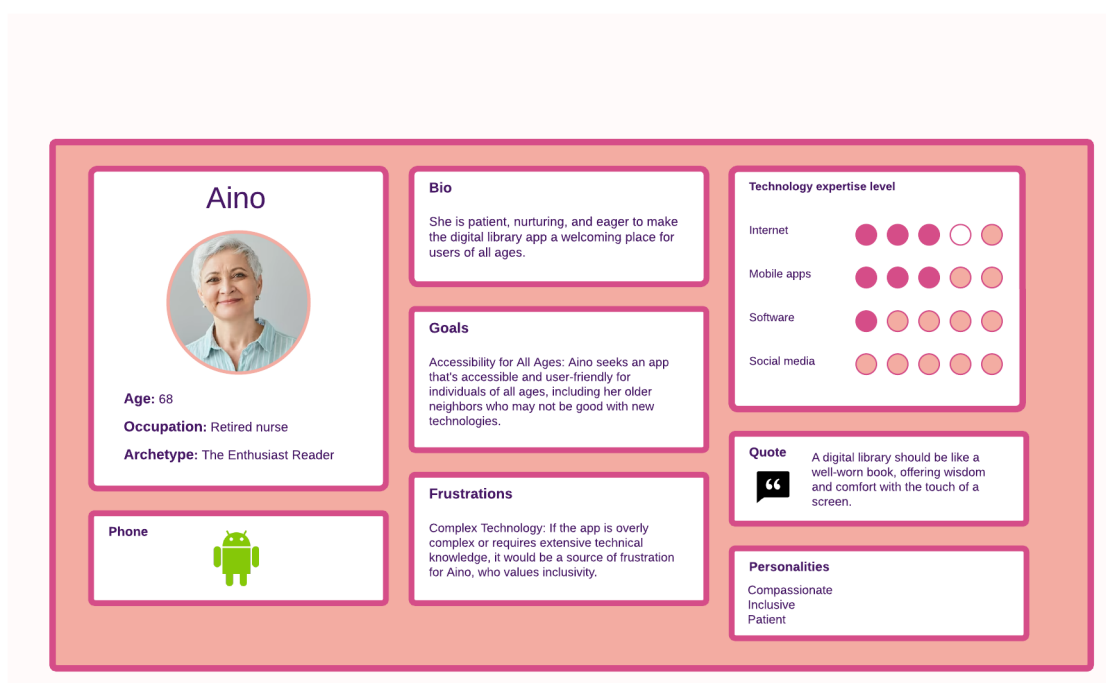 Aino
Age: 68
Occupation: Retired nurse
Archetype: The Enthusiast Reader
Phone
Bio
She is patient, nurturing, and eager to make
the digital library app a welcoming place for
users of all ages.
Goals
Accessibility for All Ages: Aino seeks an app
that's accessible and user-friendly for
individuals of all ages, including her older
neighbors who may not be good with new
technologies.
Frustrations
Complex Technology: If the app is overly
complex or requires extensive technical
knowledge, it would be a source of frustration
for Aino, who values inclusivity.
Technology expertise level
Internet
Mobile apps
Software
Social media
Quote
A digital library should be like a
well-worn book, offering wisdom
and comfort with the touch of a
screen.
Personalities
Compassionate
Inclusive
Patient